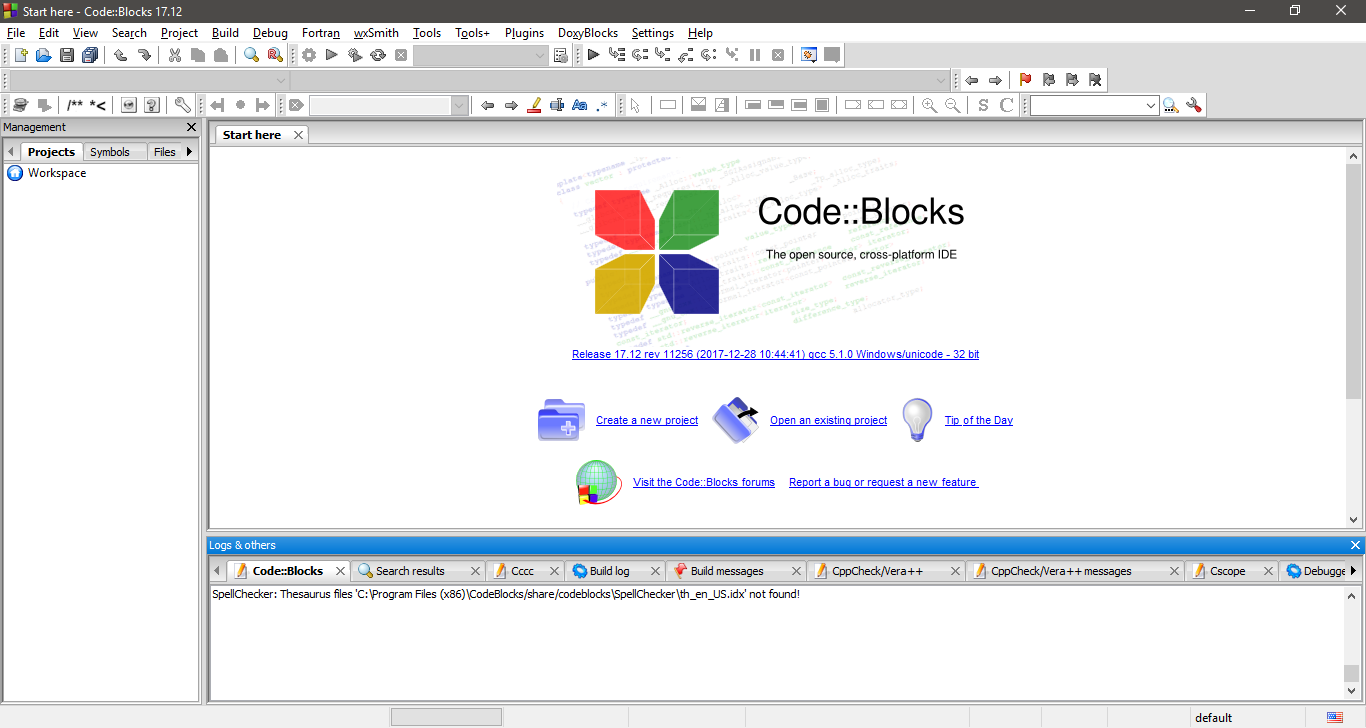 Start here - Code::Blocks 17.12
File Edit View Search Project Build Debug Fortran wxSmith Tools Tools+ Plugins DoxyBlocks Settings Help
/** *< Aa .* S C
Management
Start here
Projects Symbols Files
Workspace
Code::Blocks
The open source, cross-platform IDE
Release 17.12 rev 11256 (2017-12-28 10:44:41) gcc 5.1.0 Windows/unicode - 32 bit
Create a new project Open an existing project Tip of the Day
Visit the Code::Blocks forums Report a bug or request a new feature
Logs & others
Code::Blocks Search results Cccc Build log Build messages CppCheck/Vera++ CppCheck/Vera++ messages Cscope Debugge
SpellChecker: Thesaurus files 'C:\Program Files (x86)\CodeBlocks/share/codeblocks\SpellChecker\th_en_US.idx' not found!
default